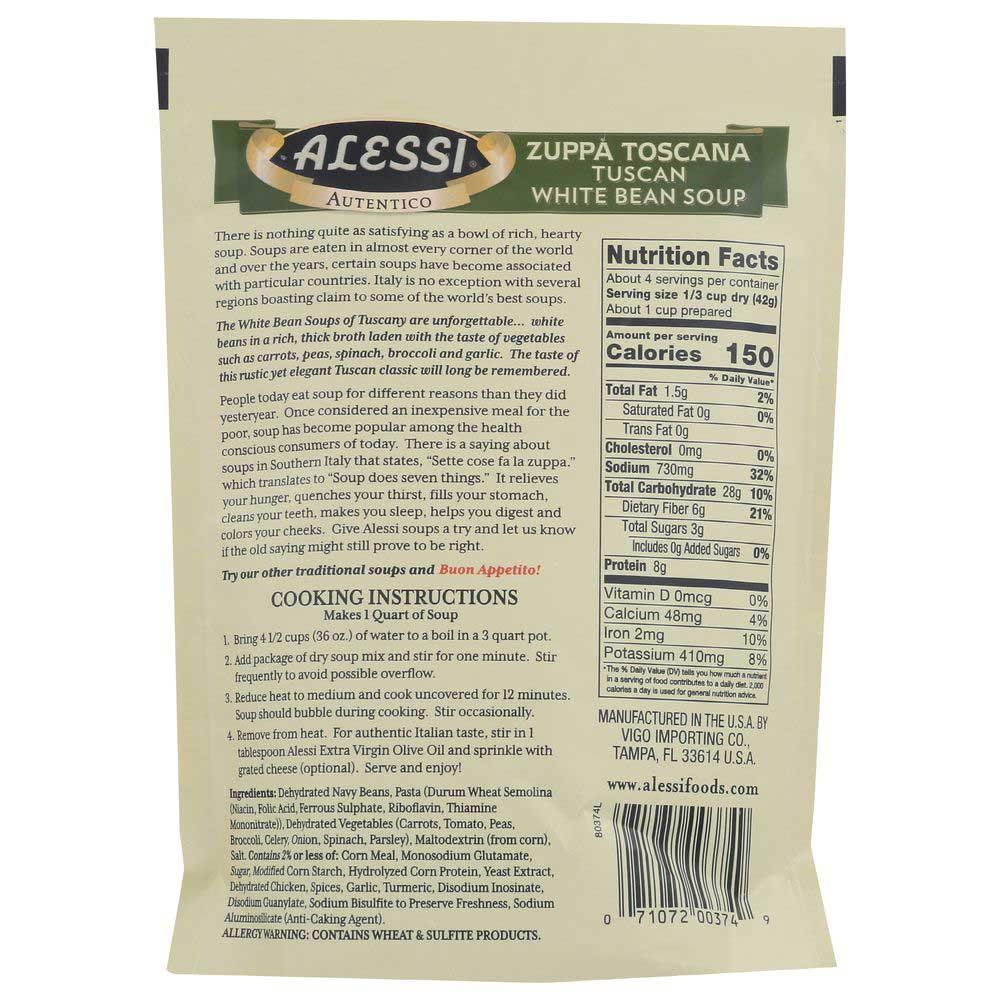 ALESSI®
AUTENTICO
ZUPPÀ TOSCANA
TUSCAN
WHITE BEAN SOUP
There is nothing quite as satisfying as a bowl of rich, hearty
soup. Soups are eaten in almost every corner of the world
and over the years, certain soups have become associated
with particular countries. Italy is no exception with several
regions boasting claim to some of the world's best soups.
The White Bean Soups of Tuscany are unforgettable... white
beans in a rich, thick broth laden with the taste of vegetables
such as carrots, peas, spinach, broccoli and garlic. The taste of
this rustic yet elegant Tuscan classic will long be remembered.
People today eat soup for different reasons than they did
yesteryear. Once considered an inexpensive meal for the
poor, soup has become popular among the health
conscious consumers of today. There is a saying about
soups in Southern Italy that states, "Sette cose fa la zuppa."
which translates to "Soup does seven things." It relieves
your hunger, quenches your thirst, fills your stomach,
cleans your teeth, makes you sleep, helps you digest and
colors your cheeks. Give Alessi soups a try and let us know
if the old saying might still prove to be right.
Try our other traditional soups and Buon Appetito!
COOKING INSTRUCTIONS
Makes 1 Quart of Soup
1. Bring 4 1/2 cups (36 oz.) of water to a boil in a 3 quart pot.
2. Add package of dry soup mix and stir for one minute. Stir
frequently to avoid possible overflow.
3. Reduce heat to medium and cook uncovered for 12 minutes.
Soup should bubble during cooking. Stir occasionally.
4. Remove from heat. For authentic Italian taste, stir in 1
tablespoon Alessi Extra Virgin Olive Oil and sprinkle with
grated cheese (optional). Serve and enjoy!
Ingredients: Dehydrated Navy Beans, Pasta (Durum Wheat Semolina
(Niacin, Folic Acid, Ferrous Sulphate, Riboflavin, Thiamine
Mononitrate)), Dehydrated Vegetables (Carrots, Tomato, Peas,
Broccoli, Celery, Onion, Spinach, Parsley), Maltodextrin (from corn),
Salt. Contains 2% or less of: Corn Meal, Monosodium Glutamate,
Sugar, Modified Corn Starch, Hydrolyzed Corn Protein, Yeast Extract,
Dehydrated Chicken, Spices, Garlic, Turmeric, Disodium Inosinate,
Disodium Guanylate, Sodium Bisulfite to Preserve Freshness, Sodium
Aluminosilicate (Anti-Caking Agent).
ALLERGY WARNING: CONTAINS WHEAT & SULFITE PRODUCTS.
Nutrition Facts
About 4 servings per container
Serving size 1/3 cup dry (42g)
About 1 cup prepared
Amount per serving
Calories 150
% Daily Value*
Total Fat 1.5g 2%
Saturated Fat 0g 0%
Trans Fat 0g
Cholesterol 0mg 0%
Sodium 730mg 32%
Total Carbohydrate 28g 10%
Dietary Fiber 6g 21%
Total Sugars 3g
Includes 0g Added Sugars 0%
Protein 8g
Vitamin D 0mcg 0%
Calcium 48mg 4%
Iron 2mg 10%
Potassium 410mg 8%
*The % Daily Value (DV) tells you how much a nutrient
in a serving of food contributes to a daily diet. 2,000
calories a day is used for general nutrition advice.
MANUFACTURED IN THE U.S.A. BY
VIGO IMPORTING CO.,
TAMPA, FL 33614 U.S.A.
www.alessifoods.com
80374L
0 71072 00374 9